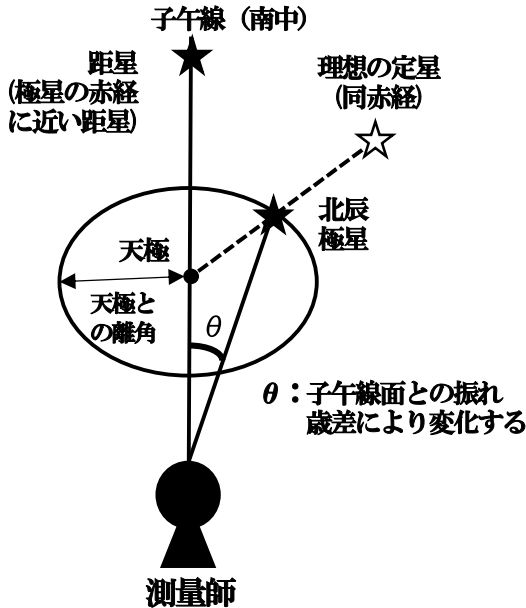 子午線（南中）
距星
（極星の赤経
に近い距星）
理想の定星
（同赤経）
北辰
極星
天極
天極と
の離角
θ
θ：子午線面との振れ
歳差により変化する
測量師